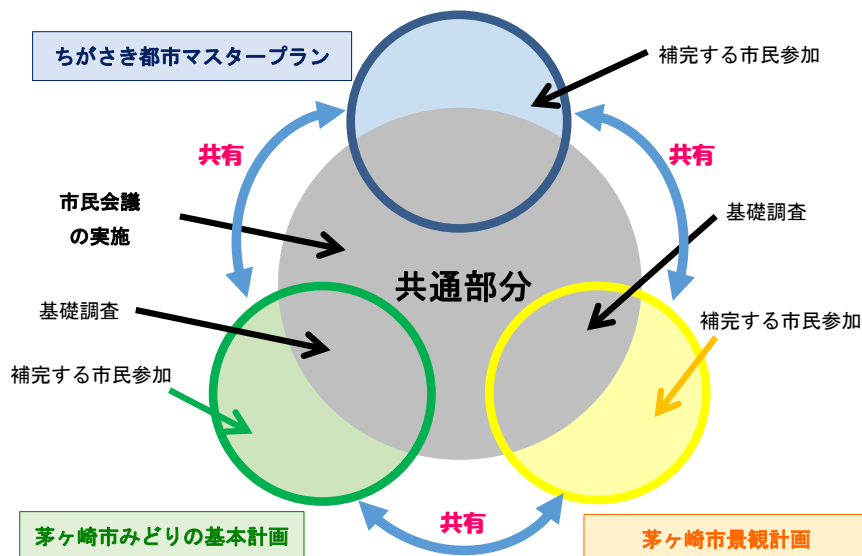 ちがさき都市マスタープラン
補完する市民参加
共有
共有
市民会議
の実施
基礎調査
共通部分
基礎調査
補完する市民参加
補完する市民参加
共有
茅ヶ崎市みどりの基本計画
茅ヶ崎市景観計画